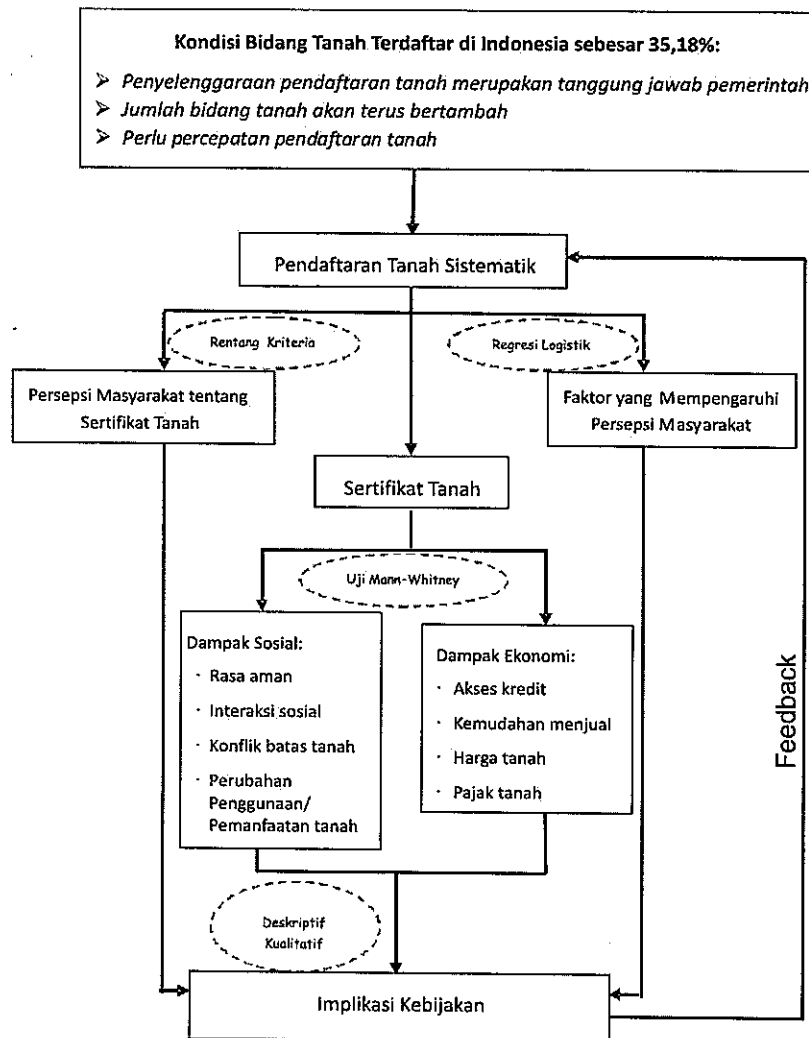 Kondisi Bidang Tanah Terdaftar di Indonesia sebesar 35,18%:
➢ Penyelenggaraan pendaftaran tanah merupakan tanggung jawab pemerintah
➢ Jumlah bidang tanah akan terus bertambah
➢ Perlu percepatan pendaftaran tanah
Pendaftaran Tanah Sistematik
Rentang Kriteria
Regresi Logistik
Persepsi Masyarakat tentang
Sertifikat Tanah
Faktor yang Mempengaruhi
Persepsi Masyarakat
Sertifikat Tanah
Uji Mann-Whitney
Dampak Sosial:
· Rasa aman
· Interaksi sosial
· Konflik batas tanah
· Perubahan
Penggunaan/
Pemanfaatan tanah
Dampak Ekonomi:
· Akses kredit
· Kemudahan menjual
· Harga tanah
· Pajak tanah
Feedback
Deskriptif
Kualitatif
Implikasi Kebijakan